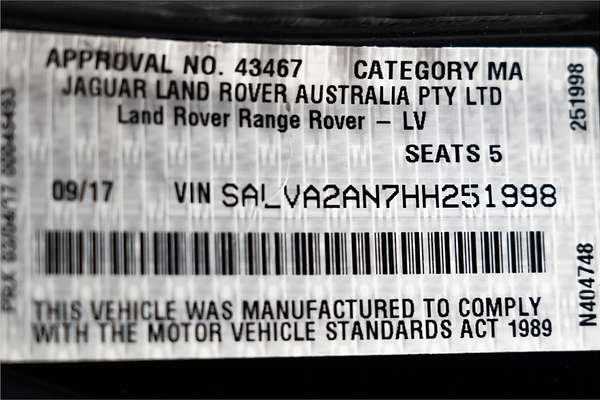 APPROVAL NO. 43467 CATEGORY MA
JAGUAR LAND ROVER AUSTRALIA PTY LTD
Land Rover Range Rover – LV
SEATS 5
09/17 VIN SALVA2AN7HH251998
THIS VEHICLE WAS MANUFACTURED TO COMPLY
WITH THE MOTOR VEHICLE STANDARDS ACT 1989
251998
N404748